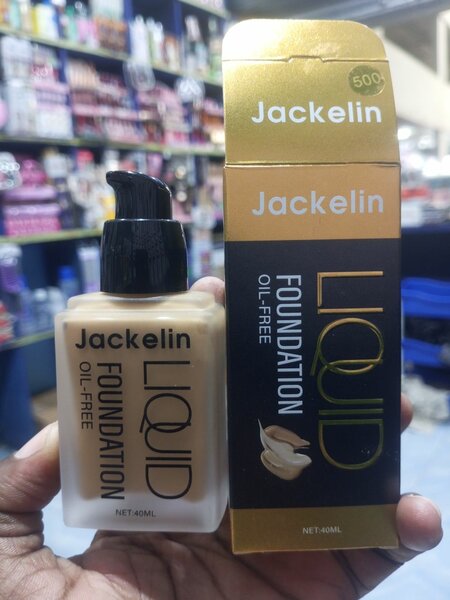 500
Jackelin
Jackelin
LIQUID
FOUNDATION
OIL-FREE
NET:40ML
Jackelin
LIQUID
FOUNDATION
OIL-FREE
NET:40ML